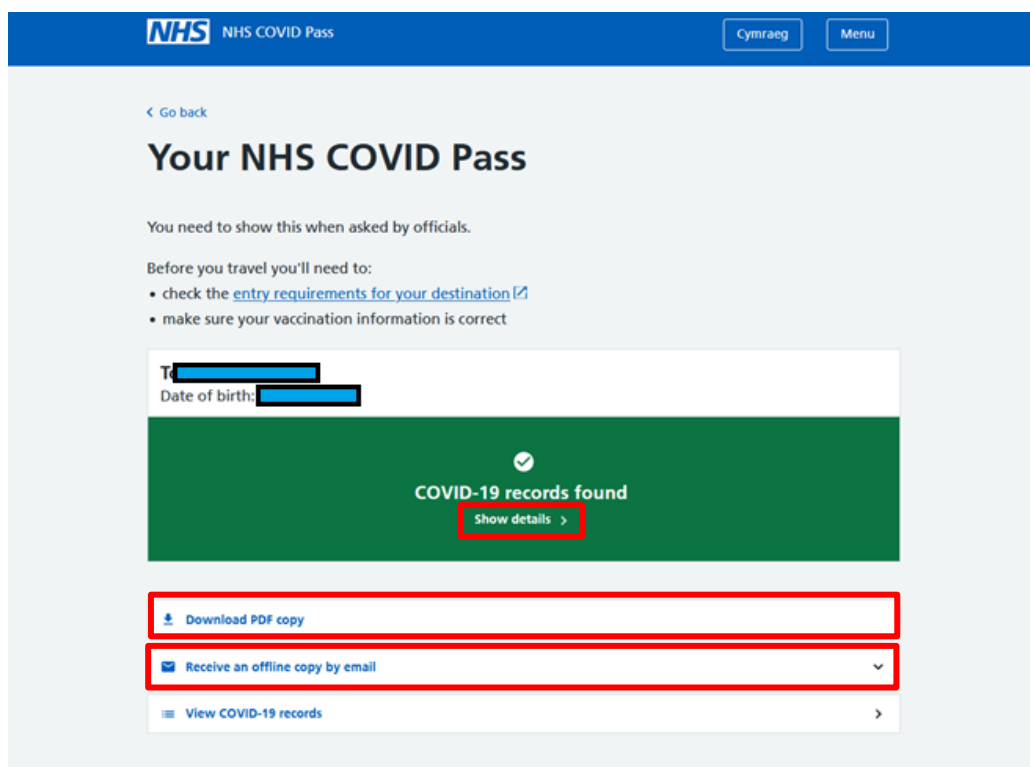 NHS NHS COVID Pass Cymraeg Menu
Go back
Your NHS COVID Pass
You need to show this when asked by officials.
Before you travel you'll need to:
• check the entry requirements for your destination
• make sure your vaccination information is correct
Date of birth:
COVID-19 records found
Show details
Download PDF copy
Receive an offline copy by email
View COVID-19 records